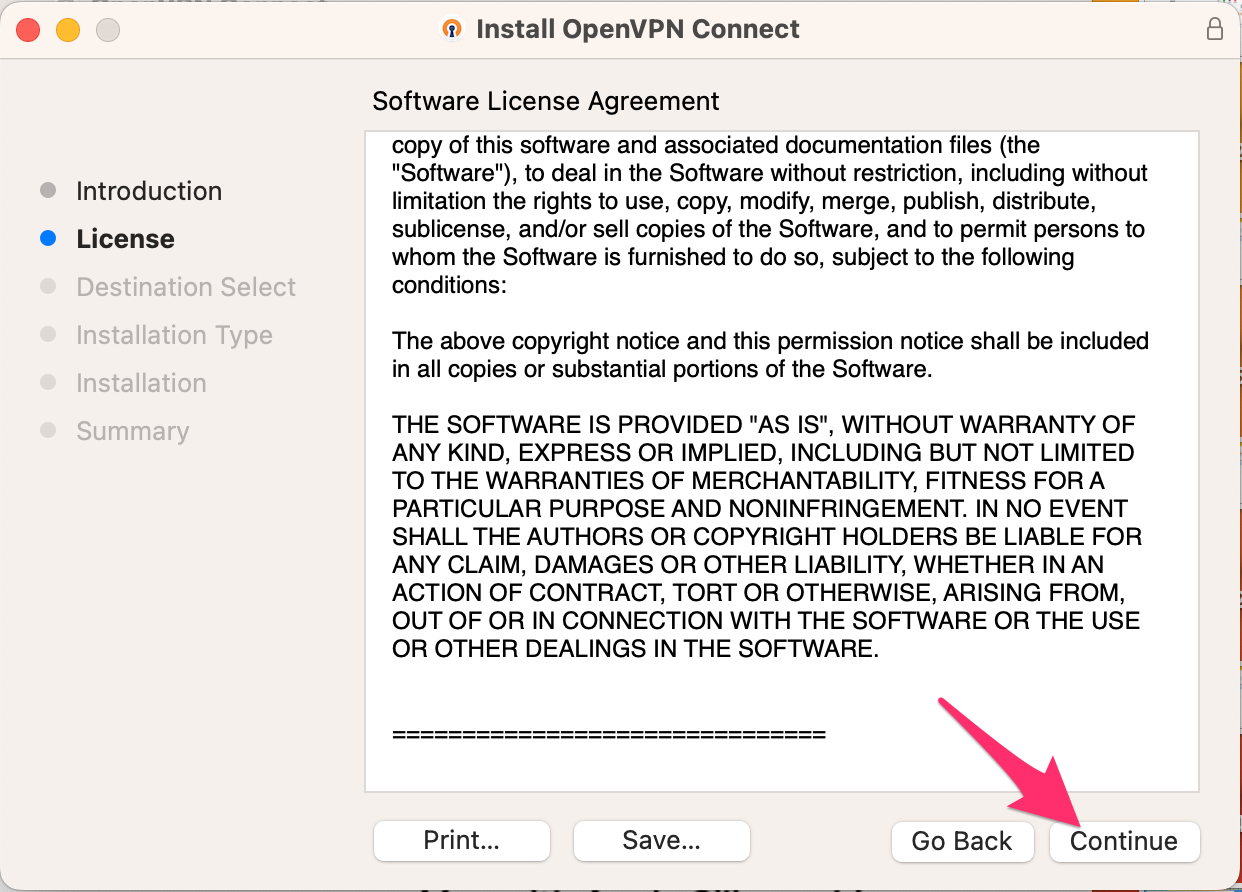 Install OpenVPN Connect
Software License Agreement
Introduction
License
Destination Select
Installation Type
Installation
Summary
copy of this software and associated documentation files (the
"Software"), to deal in the Software without restriction, including without
limitation the rights to use, copy, modify, merge, publish, distribute,
sublicense, and/or sell copies of the Software, and to permit persons to
whom the Software is furnished to do so, subject to the following
conditions:
The above copyright notice and this permission notice shall be included
in all copies or substantial portions of the Software.
THE SOFTWARE IS PROVIDED "AS IS", WITHOUT WARRANTY OF
ANY KIND, EXPRESS OR IMPLIED, INCLUDING BUT NOT LIMITED
TO THE WARRANTIES OF MERCHANTABILITY, FITNESS FOR A
PARTICULAR PURPOSE AND NONINFRINGEMENT. IN NO EVENT
SHALL THE AUTHORS OR COPYRIGHT HOLDERS BE LIABLE FOR
ANY CLAIM, DAMAGES OR OTHER LIABILITY, WHETHER IN AN
ACTION OF CONTRACT, TORT OR OTHERWISE, ARISING FROM,
OUT OF OR IN CONNECTION WITH THE SOFTWARE OR THE USE
OR OTHER DEALINGS IN THE SOFTWARE.
===============================
Print...
Save...
Go Back
Continue